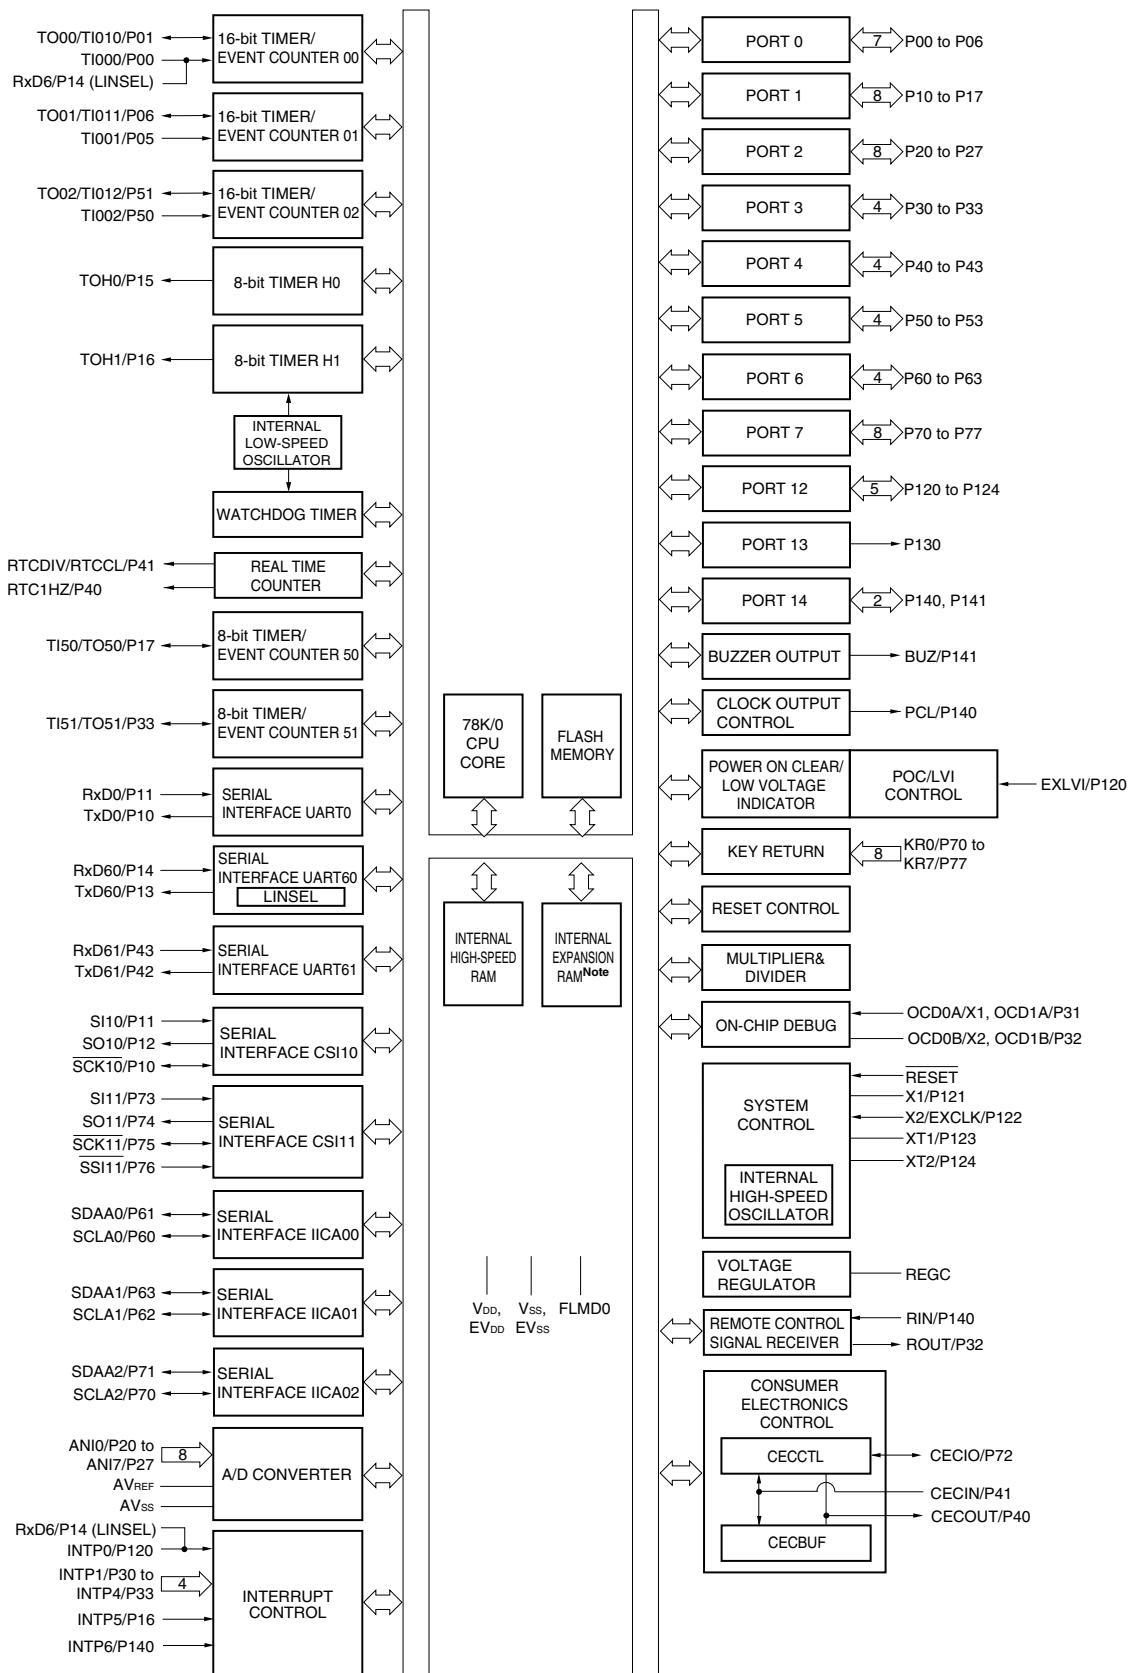 TO00/TI010/P01
TI000/P00
RxD6/P14 (LINSEL)
16-bit TIMER/
EVENT COUNTER 00
TO01/TI011/P06
TI001/P05
16-bit TIMER/
EVENT COUNTER 01
TO02/TI012/P51
TI002/P50
16-bit TIMER/
EVENT COUNTER 02
TOH0/P15
8-bit TIMER H0
TOH1/P16
8-bit TIMER H1
INTERNAL
LOW-SPEED
OSCILLATOR
WATCHDOG TIMER
RTCDIV/RTCCL/P41
RTC1HZ/P40
REAL TIME
COUNTER
TI50/TO50/P17
8-bit TIMER/
EVENT COUNTER 50
TI51/TO51/P33
8-bit TIMER/
EVENT COUNTER 51
RxD0/P11
TxD0/P10
SERIAL
INTERFACE UART0
RxD60/P14
TxD60/P13
SERIAL
INTERFACE UART60
LINSEL
RxD61/P43
TxD61/P42
SERIAL
INTERFACE UART61
SI10/P11
SO10/P12
SCK10/P10
SERIAL
INTERFACE CSI10
SI11/P73
SO11/P74
SCK11/P75
SSI11/P76
SERIAL
INTERFACE CSI11
SDAA0/P61
SCLA0/P60
SERIAL
INTERFACE IICA00
SDAA1/P63
SCLA1/P62
SERIAL
INTERFACE IICA01
SDAA2/P71
SCLA2/P70
SERIAL
INTERFACE IICA02
ANI0/P20 to
ANI7/P27
8
AVREF
AVSS
A/D CONVERTER
RxD6/P14 (LINSEL)
INTP0/P120
INTP1/P30 to
INTP4/P33
4
INTP5/P16
INTP6/P140
INTERRUPT
CONTROL
78K/0
CPU
CORE
FLASH
MEMORY
INTERNAL
HIGH-SPEED
RAM
INTERNAL
EXPANSION
RAMNote
VDD,
EVDD
VSS,
EVSS
FLMD0
PORT 0
7
P00 to P06
PORT 1
8
P10 to P17
PORT 2
8
P20 to P27
PORT 3
4
P30 to P33
PORT 4
4
P40 to P43
PORT 5
4
P50 to P53
PORT 6
4
P60 to P63
PORT 7
8
P70 to P77
PORT 12
5
P120 to P124
PORT 13
P130
PORT 14
2
P140, P141
BUZZER OUTPUT
BUZ/P141
CLOCK OUTPUT
CONTROL
PCL/P140
POWER ON CLEAR/
LOW VOLTAGE
INDICATOR
POC/LVI
CONTROL
EXLVI/P120
KEY RETURN
8
KR0/P70 to
KR7/P77
RESET CONTROL
MULTIPLIER&
DIVIDER
ON-CHIP DEBUG
OCD0A/X1, OCD1A/P31
OCD0B/X2, OCD1B/P32
SYSTEM
CONTROL
INTERNAL
HIGH-SPEED
OSCILLATOR
RESET
X1/P121
X2/EXCLK/P122
XT1/P123
XT2/P124
VOLTAGE
REGULATOR
REGC
REMOTE CONTROL
SIGNAL RECEIVER
RIN/P140
ROUT/P32
CONSUMER
ELECTRONICS
CONTROL
CECCTL
CECBUF
CECIO/P72
CECIN/P41
CECOUT/P40